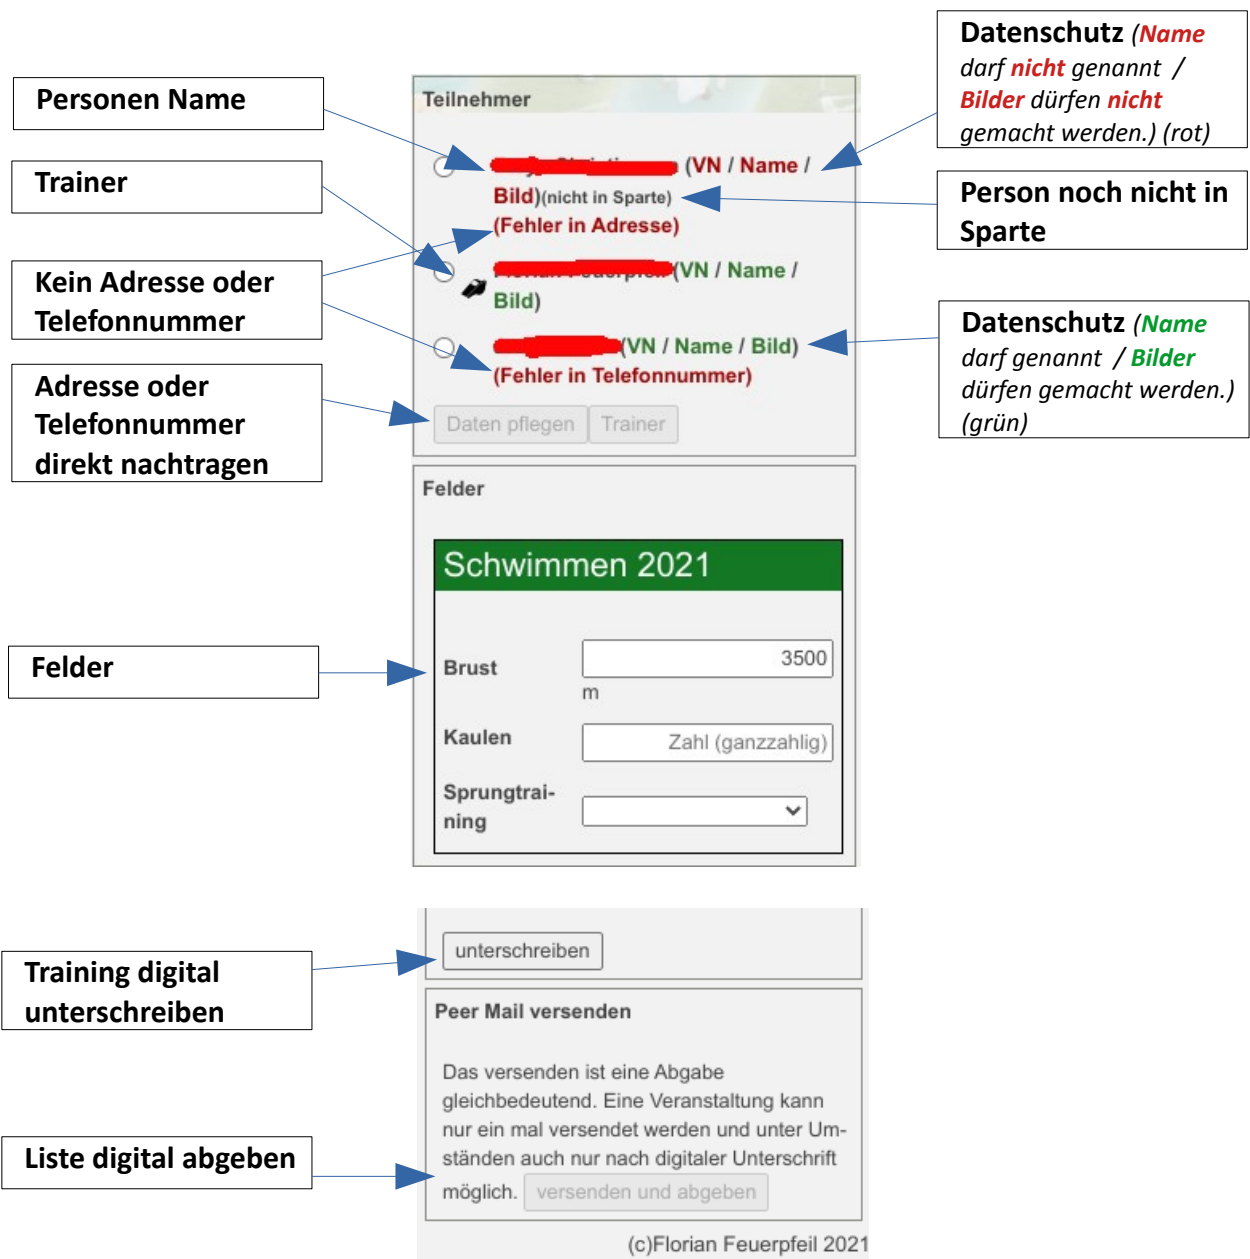 Personen Name
Trainer
Kein Adresse oder
Telefonnummer
Adresse oder
Telefonnummer
direkt nachtragen
Felder
Training digital
unterschreiben
Liste digital abgeben
Teilnehmer
(VN / Name /
Bild)(nicht in Sparte)
(Fehler in Adresse)
(VN / Name /
Bild)
(VN / Name / Bild)
(Fehler in Telefonnummer)
Daten pflegen Trainer
Felder
Schwimmen 2021
Brust 3500
m
Kaulen Zahl (ganzzahlig)
Sprungtrai-
ning
unterschreiben
Peer Mail versenden
Das versenden ist eine Abgabe
gleichbedeutend. Eine Veranstaltung kann
nur ein mal versendet werden und unter Um-
ständen auch nur nach digitaler Unterschrift
möglich. versenden und abgeben
(c)Florian Feuerpfeil 2021
Datenschutz (Name
darf nicht genannt /
Bilder dürfen nicht
gemacht werden.) (rot)
Person noch nicht in
Sparte
Datenschutz (Name
darf genannt / Bilder
dürfen gemacht werden.)
(grün)